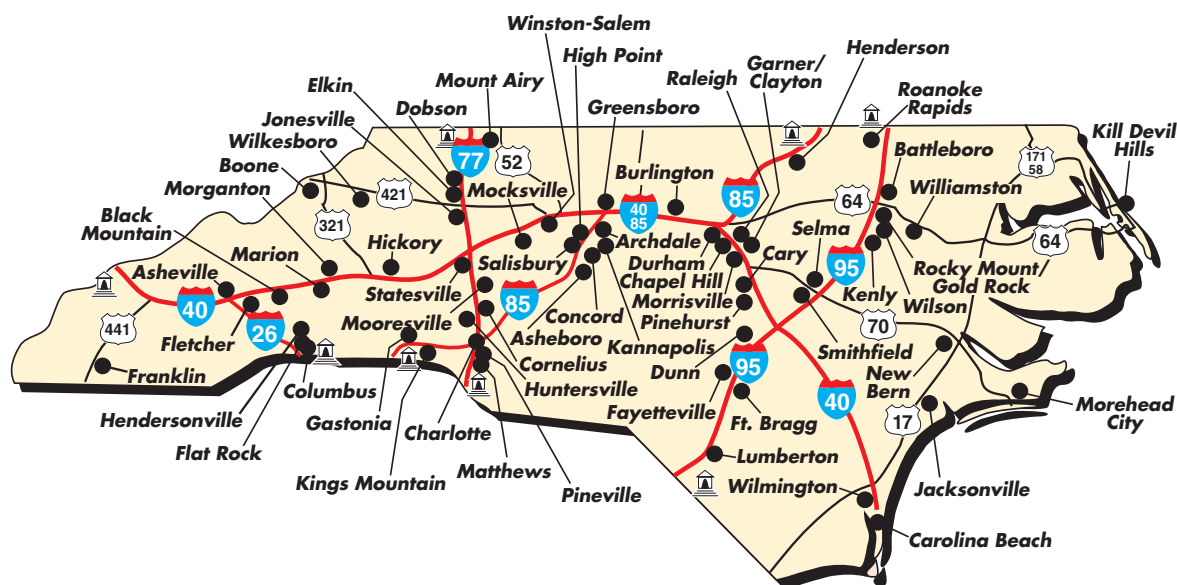 Winston-Salem
High Point
Henderson
Garner/
Clayton
Raleigh
Mount Airy
Elkin
Dobson
Greensboro
Roanoke
Rapids
Jonesville
Wilkesboro
Kill Devil
Hills
Boone
77
52
Burlington
Battleboro
171
58
Morganton
421
Mocksville
40
85
85
64
Williamston
Black
Mountain
321
Hickory
Archdale
Selma
64
Marion
Salisbury
Durham
Cary
Asheville
Statesville
Chapel Hill
95
Rocky Mount/
Gold Rock
40
85
Morrisville
Kenly
Wilson
441
26
Mooresville
Concord
Pinehurst
70
Fletcher
Asheboro
Kannapolis
Smithfield
Cornelius
Dunn
95
New
Bern
Franklin
Columbus
Huntersville
Hendersonville
Gastonia
Fayetteville
40
Morehead
City
Flat Rock
Charlotte
Ft. Bragg
17
Kings Mountain
Matthews
Lumberton
Pineville
Wilmington
Jacksonville
Carolina Beach